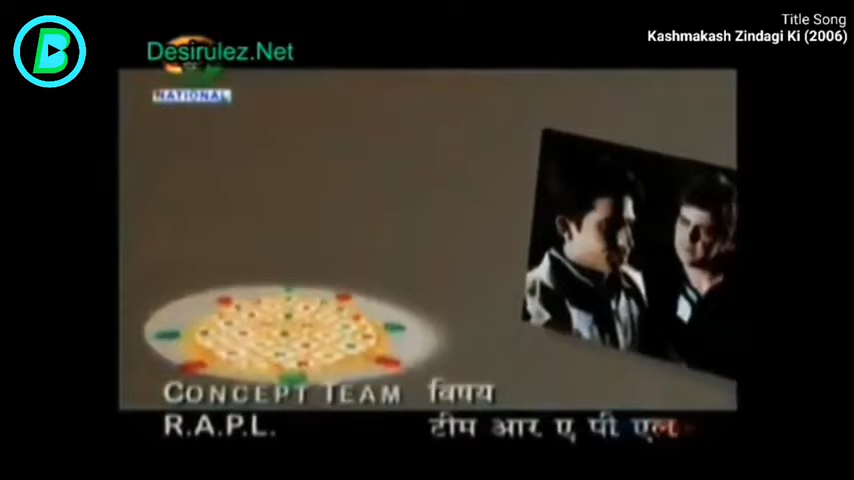 Title Song
Kashmakash Zindagi Ki (2006)
Desirulez.Net
NATIONAL
CONCEPT TEAM विषय
R.A.P.L. टीम आर ए पी एल